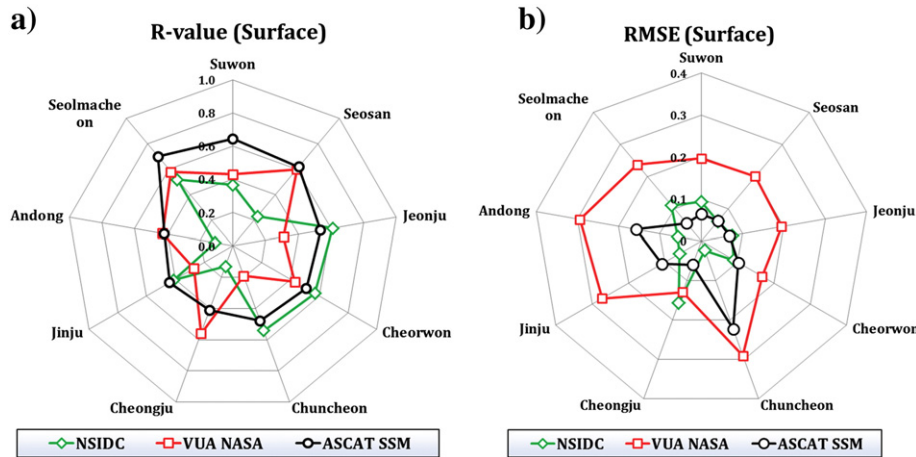 a)
R-value (Surface)
Suwon
1.0
0.8
0.6
0.4
0.2
0.0
Seosan
Jeonju
Cheorwon
Chuncheon
Cheongju
Jinju
Andong
Seolmache
on
NSIDC VUA NASA ASCAT SSM
b)
RMSE (Surface)
Suwon
0.4
0.3
0.2
0.1
0
Seosan
Jeonju
Cheorwon
Chuncheon
Cheongju
Jinju
Andong
Seolmache
on
NSIDC VUA NASA ASCAT SSM